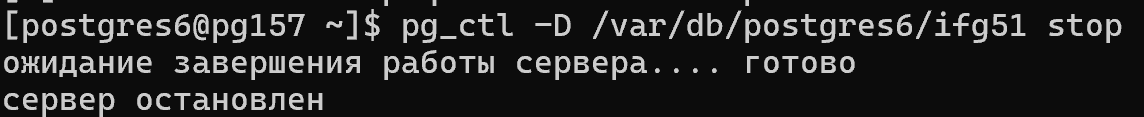 [postgres6@pg157 ~]$ pg_ctl -D /var/db/postgres6/ifg51 stop
ожидание завершения работы сервера.... готово
сервер остановлен